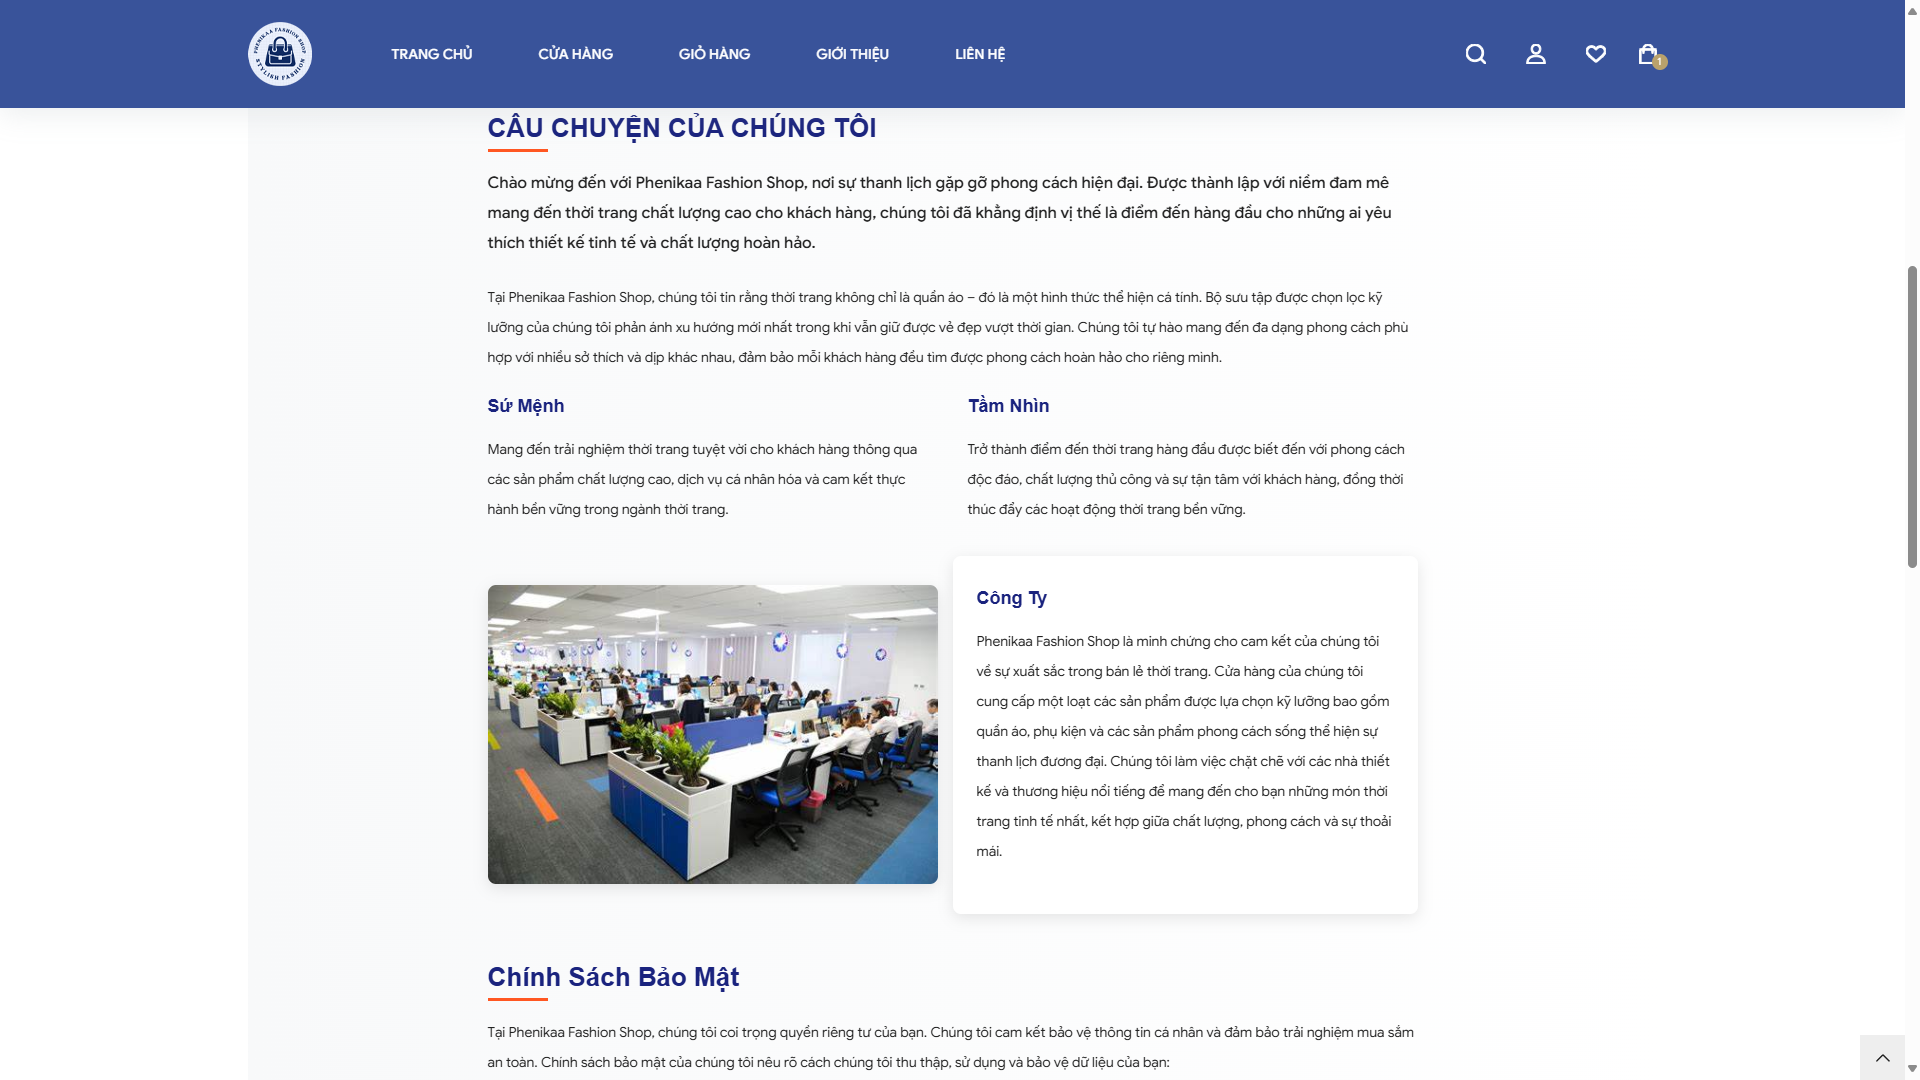 PHENIKAA FASHION SHOP
STYLISH FASHION
TRANG CHỦ
CỬA HÀNG
GIỎ HÀNG
GIỚI THIỆU
LIÊN HỆ
1
CÂU CHUYỆN CỦA CHÚNG TÔI
Chào mừng đến với Phenikaa Fashion Shop, nơi sự thanh lịch gặp gỡ phong cách hiện đại. Được thành lập với niềm đam mê
mang đến thời trang chất lượng cao cho khách hàng, chúng tôi đã khẳng định vị thế là điểm đến hàng đầu cho những ai yêu
thích thiết kế tinh tế và chất lượng hoàn hảo.
Tại Phenikaa Fashion Shop, chúng tôi tin rằng thời trang không chỉ là quần áo – đó là một hình thức thể hiện cá tính. Bộ sưu tập được chọn lọc kỹ
lưỡng của chúng tôi phản ánh xu hướng mới nhất trong khi vẫn giữ được vẻ đẹp vượt thời gian. Chúng tôi tự hào mang đến đa dạng phong cách phù
hợp với nhiều sở thích và dịp khác nhau, đảm bảo mỗi khách hàng đều tìm được phong cách hoàn hảo cho riêng mình.
Sứ Mệnh
Mang đến trải nghiệm thời trang tuyệt vời cho khách hàng thông qua
các sản phẩm chất lượng cao, dịch vụ cá nhân hóa và cam kết thực
hành bền vững trong ngành thời trang.
Tầm Nhìn
Trở thành điểm đến thời trang hàng đầu được biết đến với phong cách
độc đáo, chất lượng thủ công và sự tận tâm với khách hàng, đồng thời
thúc đẩy các hoạt động thời trang bền vững.
Công Ty
Phenikaa Fashion Shop là minh chứng cho cam kết của chúng tôi
về sự xuất sắc trong bán lẻ thời trang. Cửa hàng của chúng tôi
cung cấp một loạt các sản phẩm được lựa chọn kỹ lưỡng bao gồm
quần áo, phụ kiện và các sản phẩm phong cách sống thể hiện sự
thanh lịch đương đại. Chúng tôi làm việc chặt chẽ với các nhà thiết
kế và thương hiệu nổi tiếng để mang đến cho bạn những món thời
trang tinh tế nhất, kết hợp giữa chất lượng, phong cách và sự thoải
mái.
Chính Sách Bảo Mật
Tại Phenikaa Fashion Shop, chúng tôi coi trọng quyền riêng tư của bạn. Chúng tôi cam kết bảo vệ thông tin cá nhân và đảm bảo trải nghiệm mua sắm
an toàn. Chính sách bảo mật của chúng tôi nêu rõ cách chúng tôi thu thập, sử dụng và bảo vệ dữ liệu của bạn: